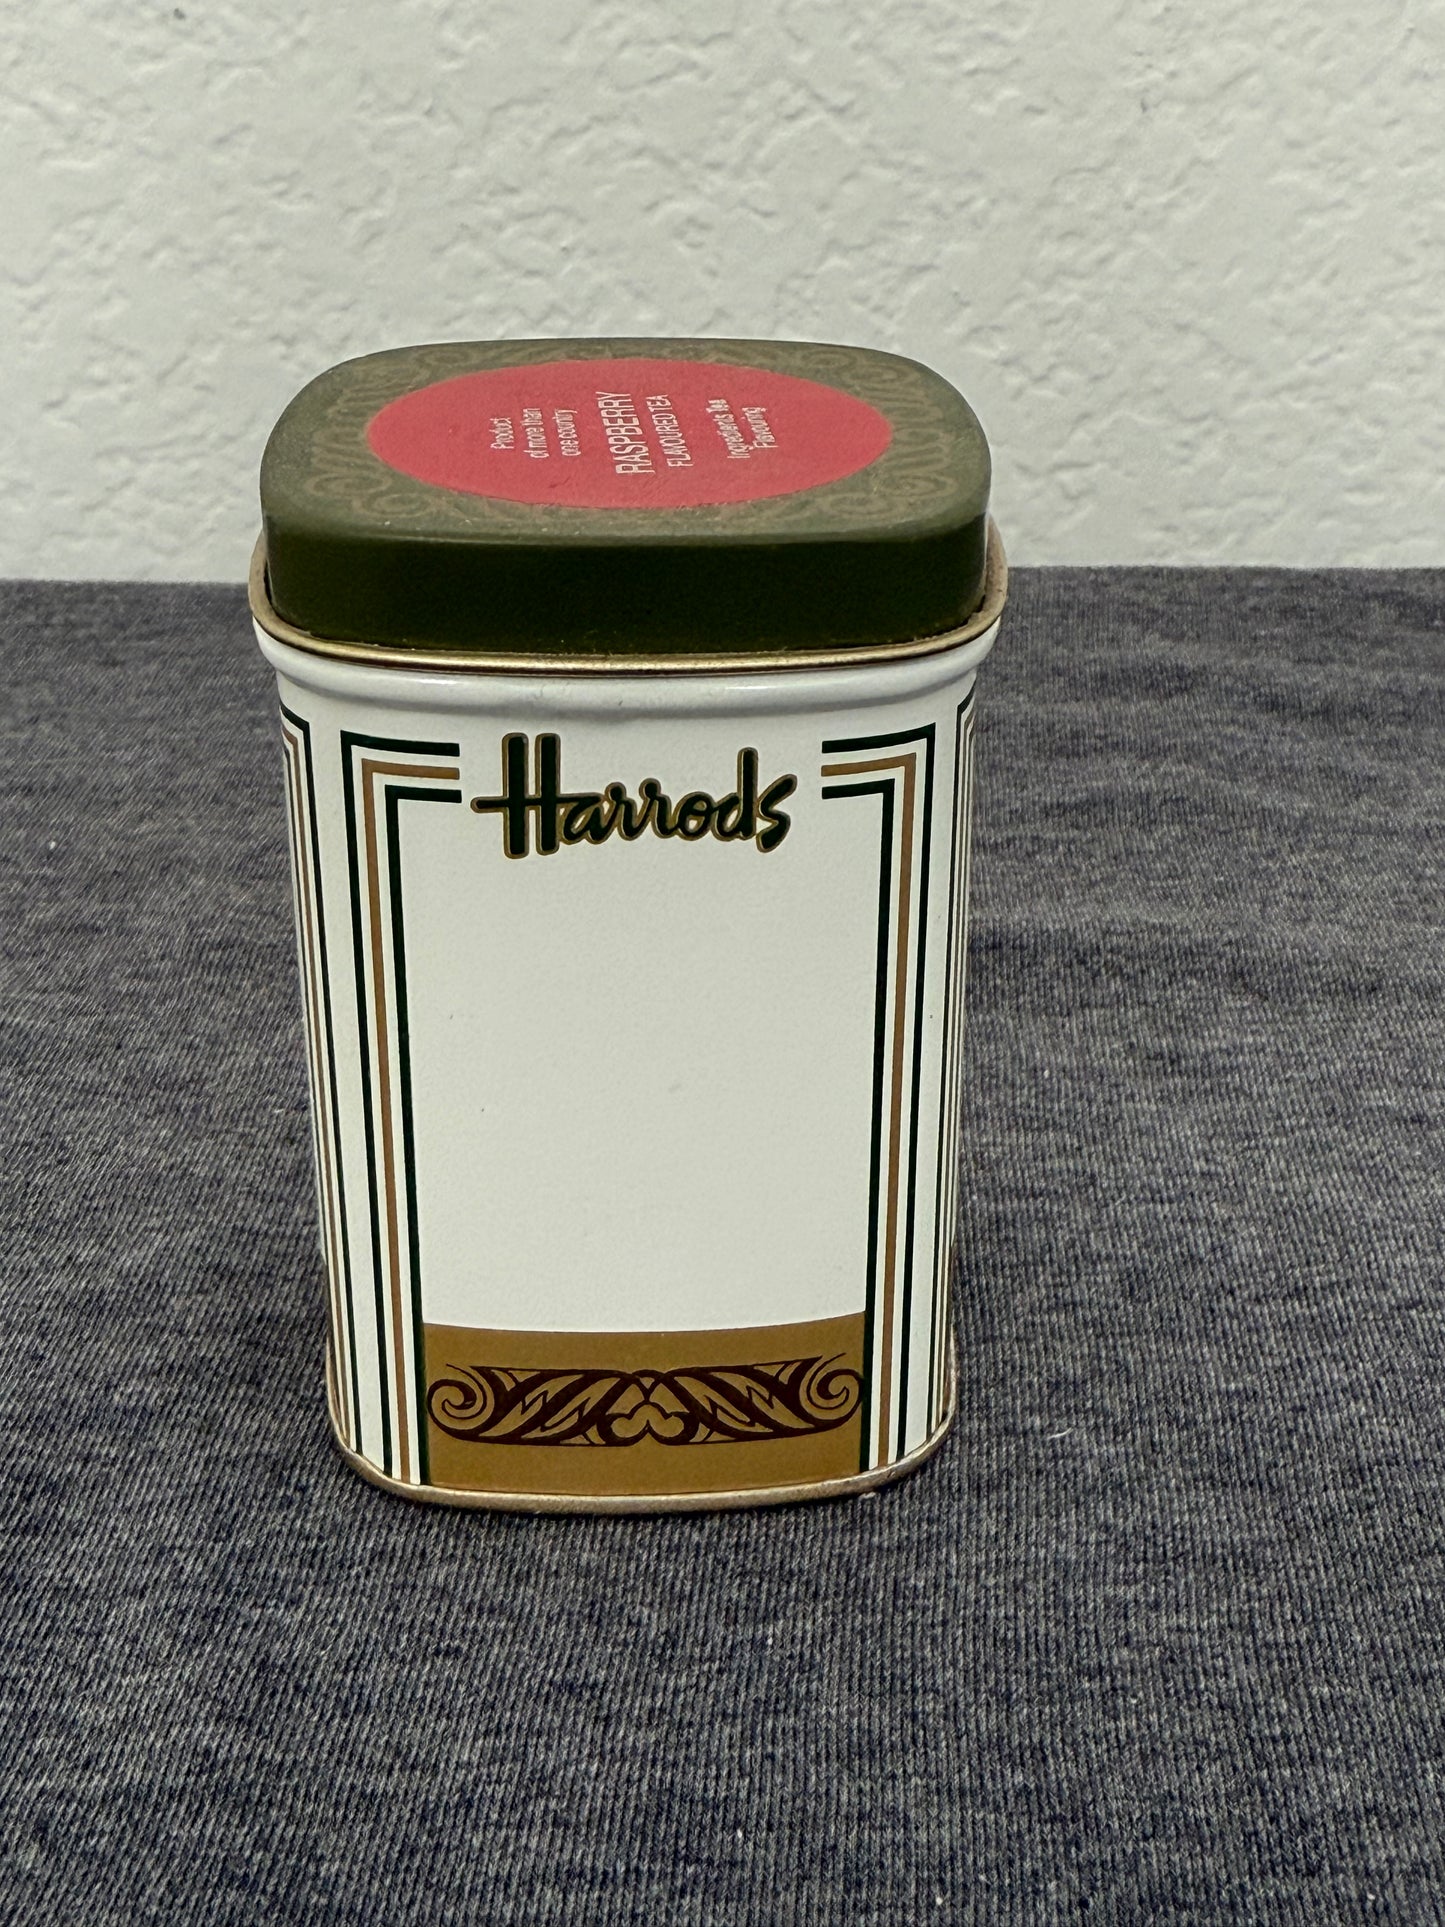 Product
of more than
one country
RASPBERRY
FLAVOURED TEA
Ingredients Tea
Flavouring
Harrods